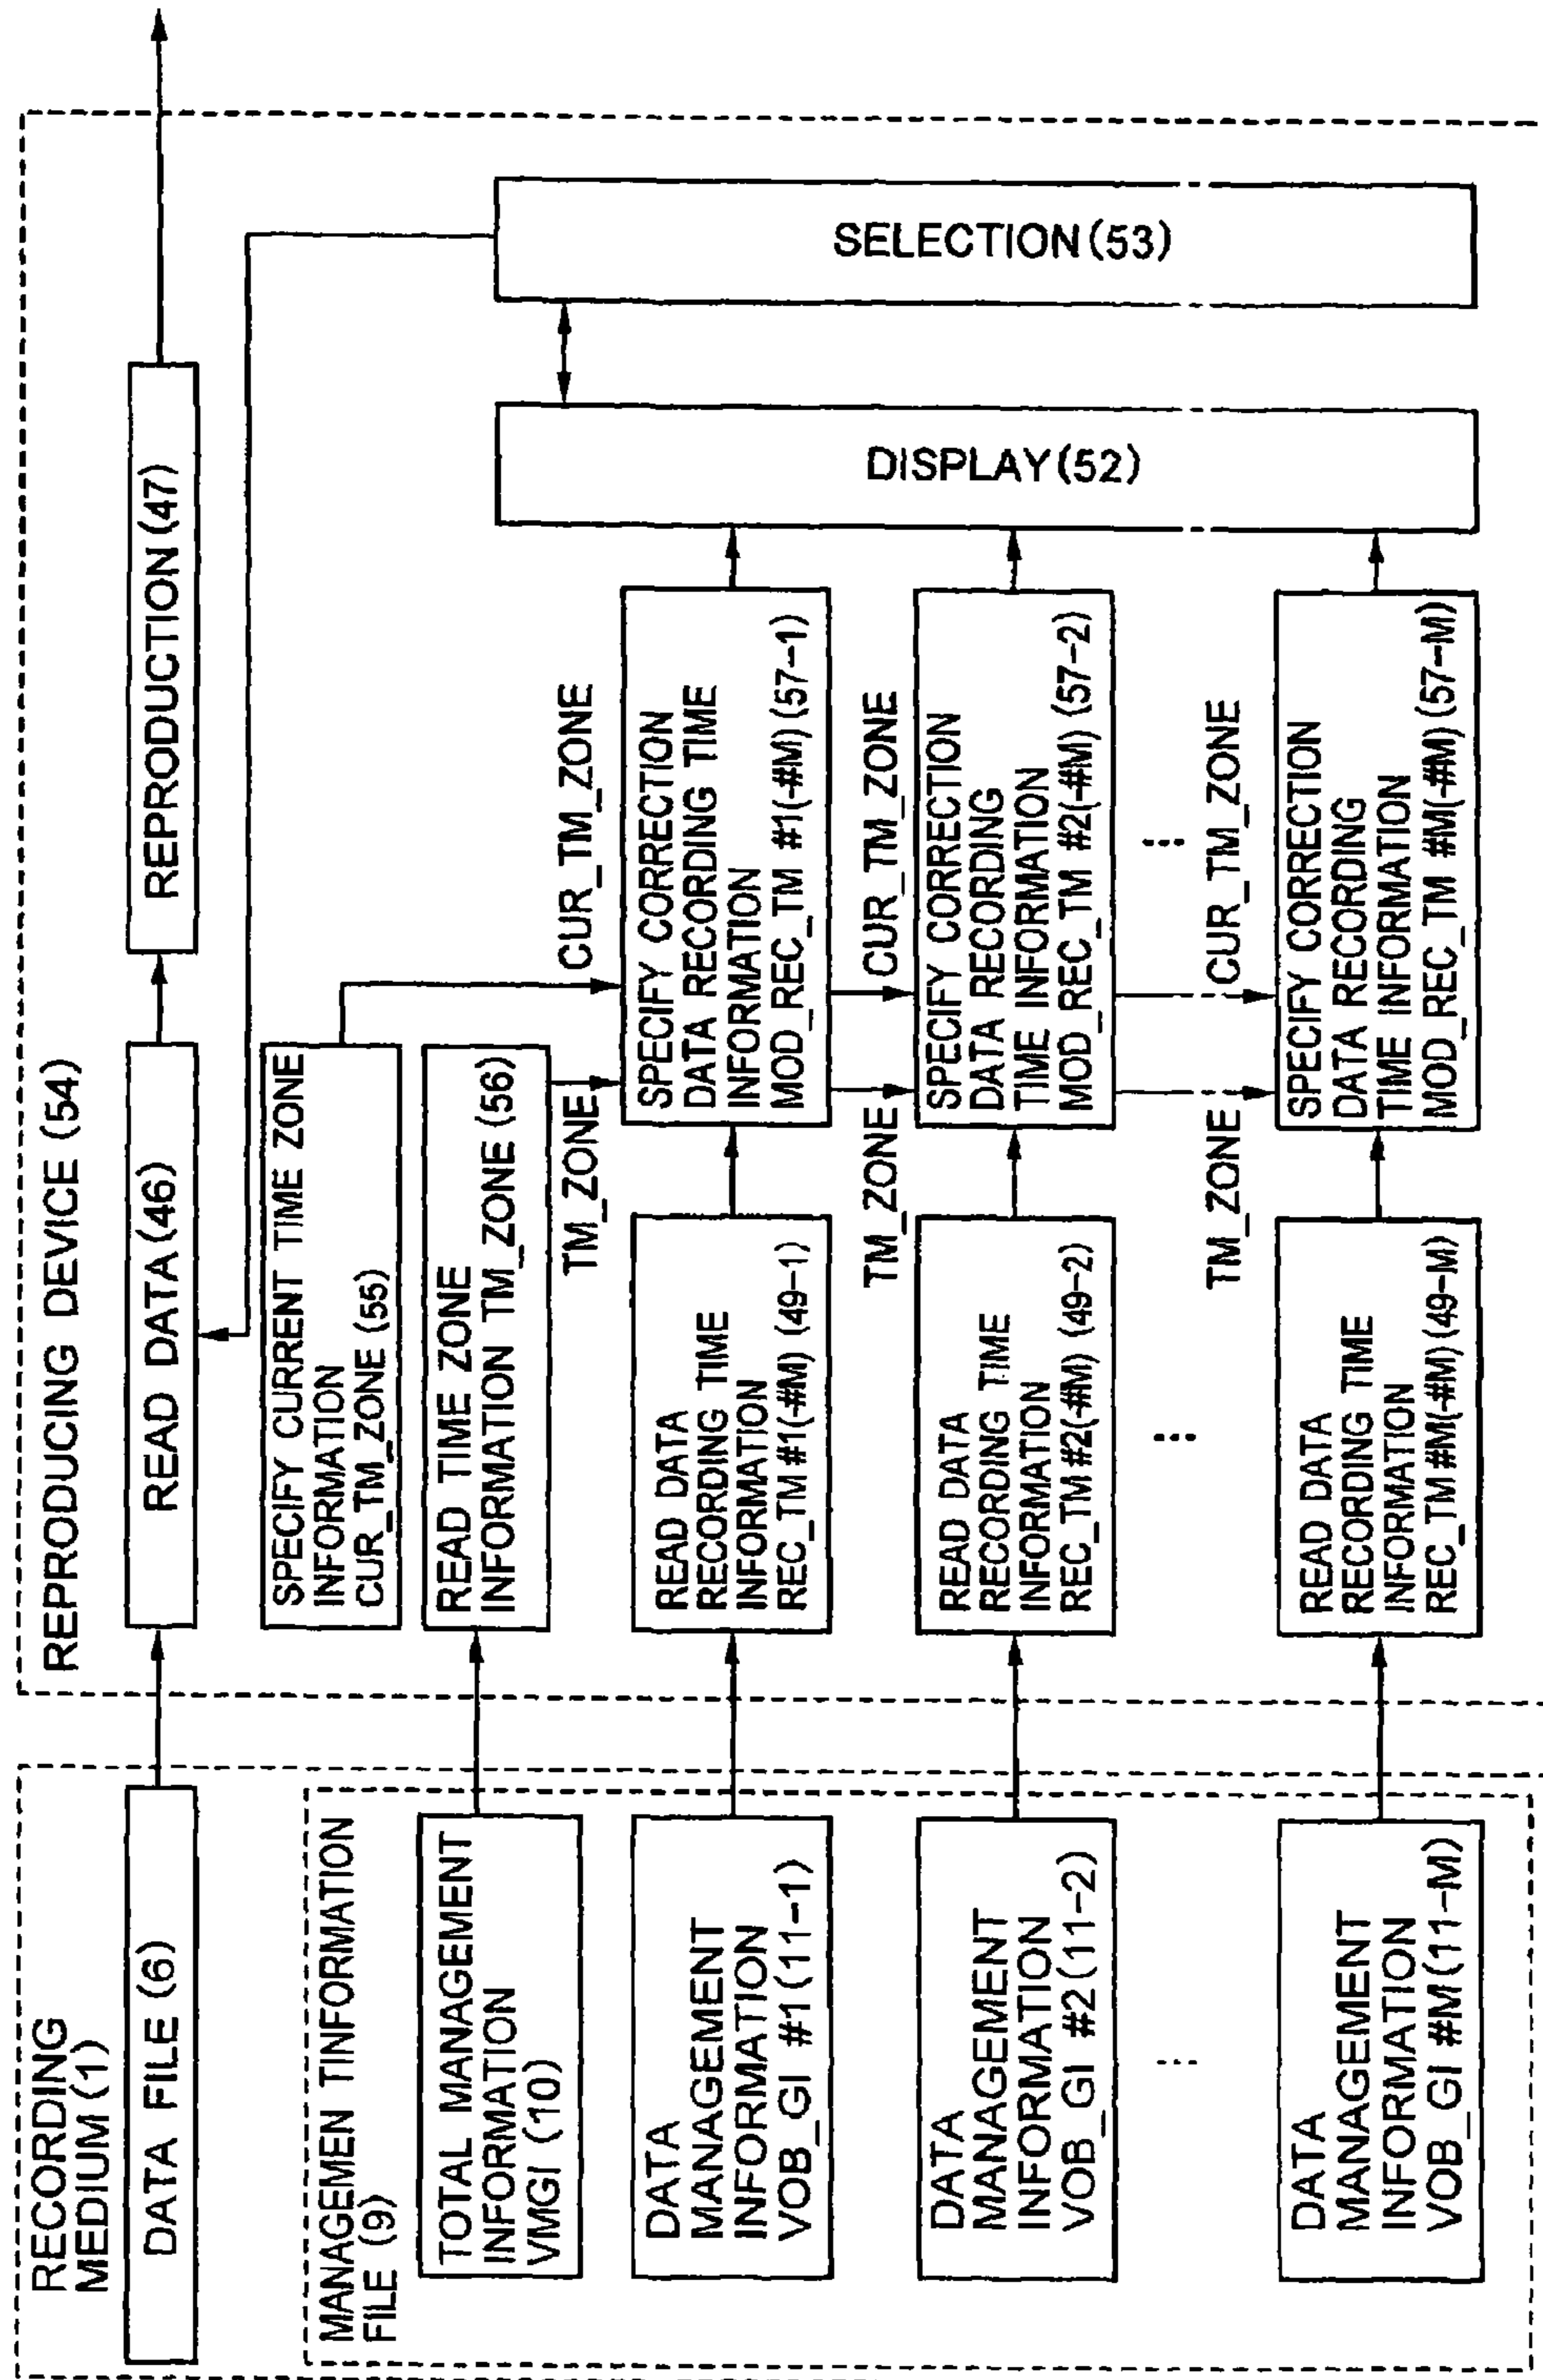 RECORDING
MEDIUM (1)
DATA FILE (6)
MANAGEMEN TINFORMATION
FILE (9)
TOTAL MANAGEMENT
INFORMATION
VMGI (10)
DATA
MANAGEMENT
INFORMATION
VOB_GI #1 (11-1)
DATA
MANAGEMENT
INFORMATION
VOB_GI #2 (11-2)
...
DATA
MANAGEMENT
INFORMATION
VOB_GI #M (11-M)
REPRODUCING DEVICE (54)
READ DATA (46)
SPECIFY CURRENT TIME ZONE
INFORMATION
CUR_TM_ZONE (55)
READ TIME ZONE
INFORMATION TM_ZONE (56)
READ DATA
RECORDING TIME
INFORMATION
REC_TM #1(-#M) (49-1)
READ DATA
RECORDING TIME
INFORMATION
REC_TM #2(-#M) (49-2)
...
READ DATA
RECORDING TIME
INFORMATION
REC_TM #M(-#M) (49-M)
TM_ZONE
TM_ZONE
TM_ZONE
REPRODUCTION (47)
CUR_TM_ZONE
SPECIFY CORRECTION
DATA RECORDING TIME
INFORMATION
MOD_REC_TM #1(-#M) (57-1)
CUR_TM_ZONE
SPECIFY CORRECTION
DATA RECORDING
TIME INFORMATION
MOD_REC_TM #2(-#M) (57-2)
...
CUR_TM_ZONE
SPECIFY CORRECTION
DATA RECORDING
TIME INFORMATION
MOD_REC_TM #M(-#M) (57-M)
DISPLAY (52)
SELECTION (53)